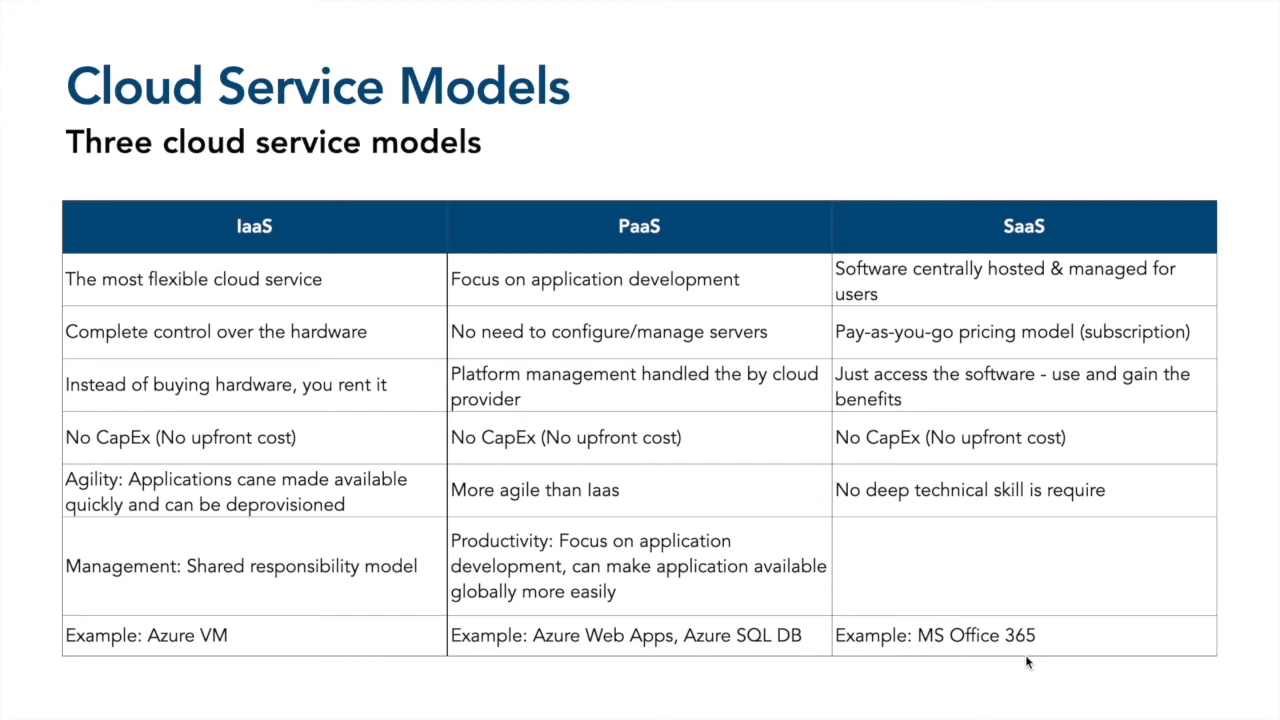 Cloud Service Models
Three cloud service models
IaaS
PaaS
SaaS
The most flexible cloud service
Focus on application development
Software centrally hosted & managed for
users
Complete control over the hardware
No need to configure/manage servers
Pay-as-you-go pricing model (subscription)
Instead of buying hardware, you rent it
Platform management handled the by cloud
provider
Just access the software - use and gain the
benefits
No CapEx (No upfront cost)
No CapEx (No upfront cost)
No CapEx (No upfront cost)
Agility: Applications cane made available
quickly and can be deprovisioned
More agile than Iaas
No deep technical skill is require
Management: Shared responsibility model
Productivity: Focus on application
development, can make application available
globally more easily
Example: Azure VM
Example: Azure Web Apps, Azure SQL DB
Example: MS Office 365